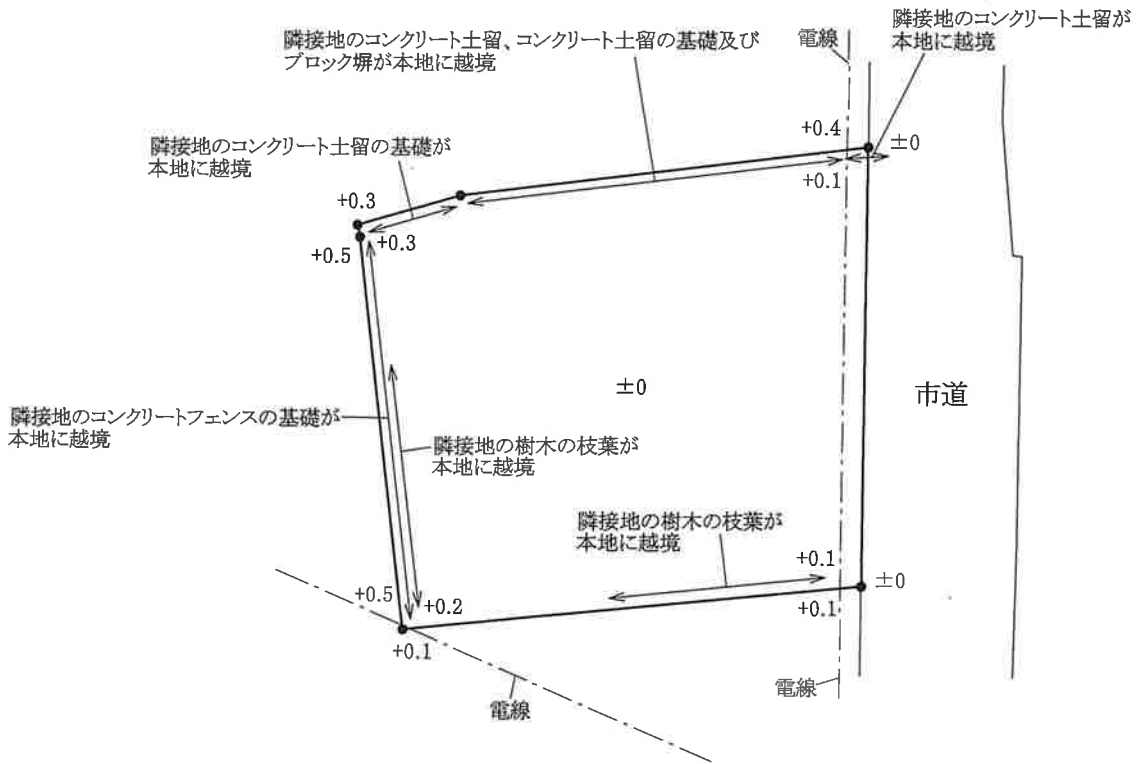 隣接地のコンクリート土留が
本地に越境
隣接地のコンクリート土留、コンクリート土留の基礎及び
ブロック塀が本地に越境
電線
隣接地のコンクリート土留の基礎が
本地に越境
+0.4
±0
+0.1
+0.3
+0.5
+0.3
±0
市道
隣接地のコンクリートフェンスの基礎が
本地に越境
隣接地の樹木の枝葉が
本地に越境
隣接地の樹木の枝葉が
本地に越境
+0.1
±0
+0.5
+0.2
+0.1
+0.1
電線
電線